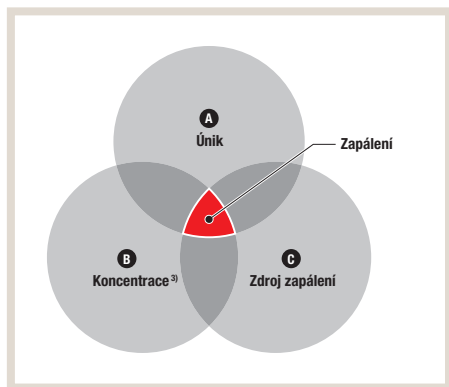 A
Únik
Zapálení
B
Koncentrace 3)
C
Zdroj zapálení